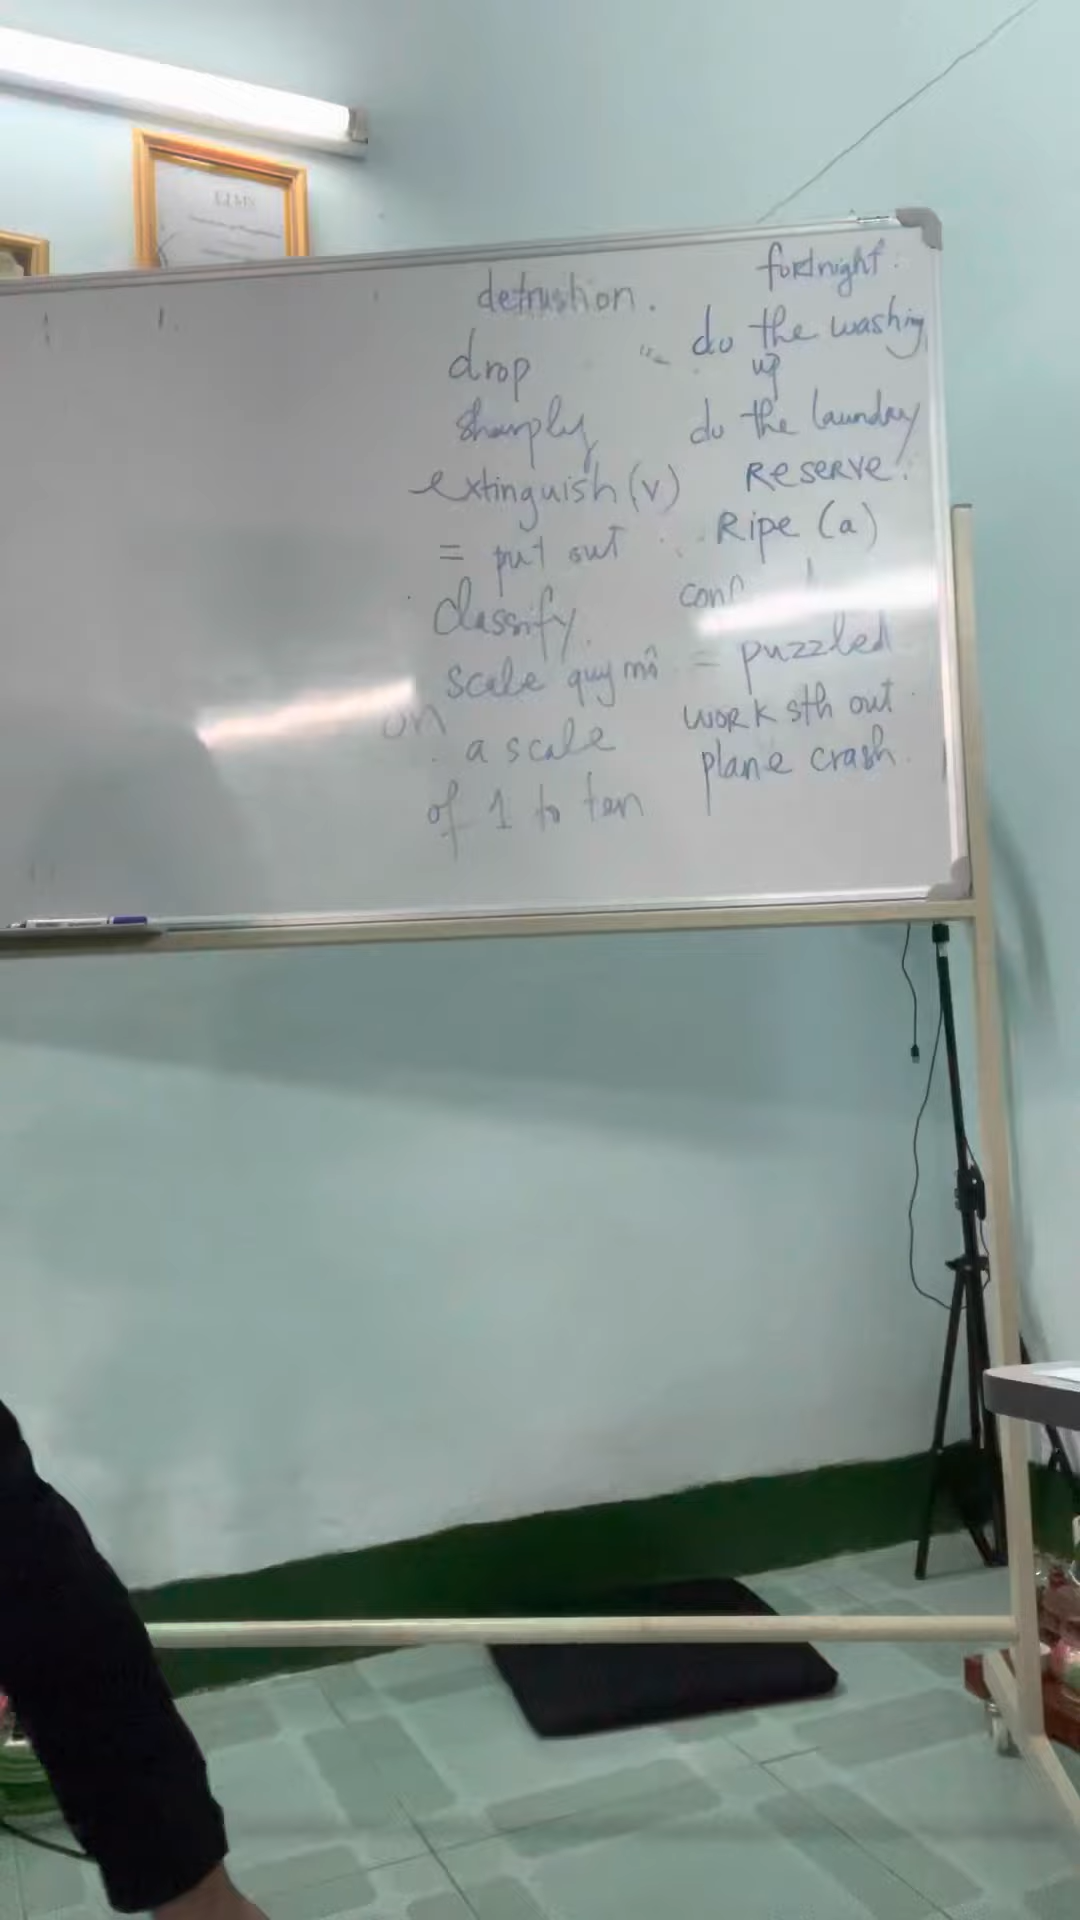 detrushion.
drop
sharply
extinguish (v)
= put out
classify.
scale quy mô
on
a scale
of 1 to ten
fortnight:
do the washing
up
do the laundry
Reserve.
Ripe (a)
= puzzled
work sth out
plane crash.